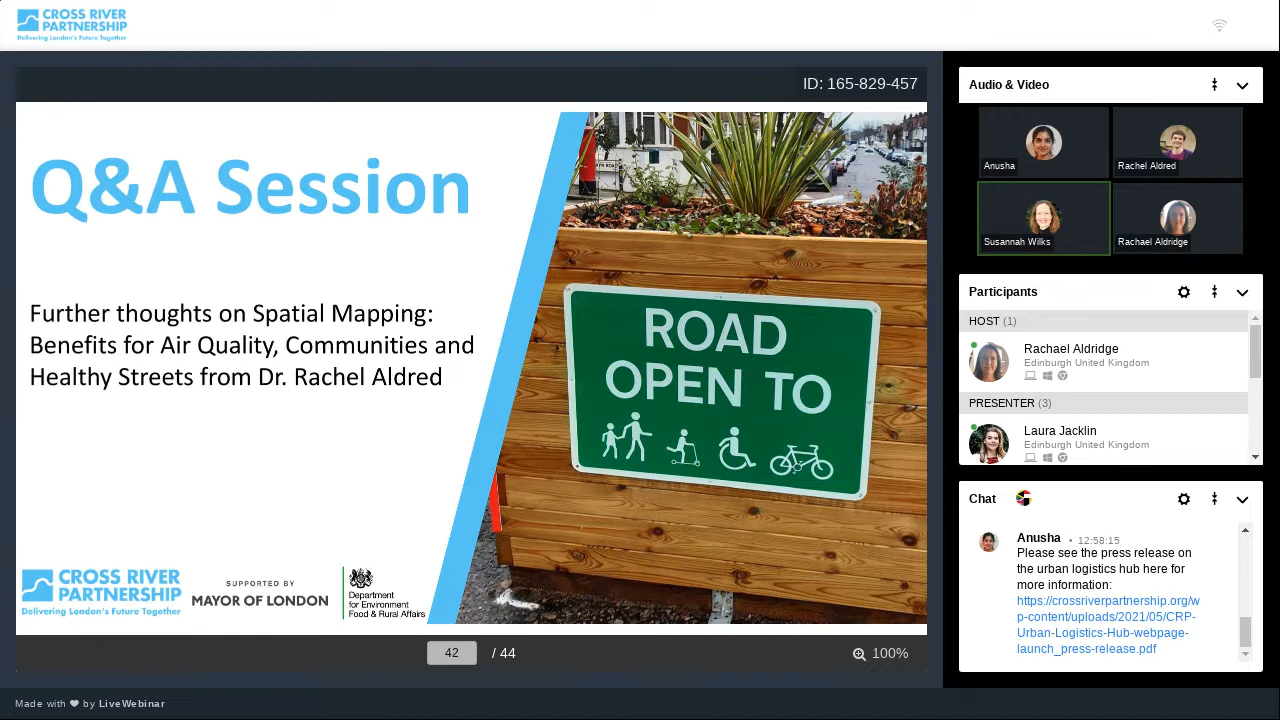 CROSS RIVER
PARTNERSHIP
Delivering London's Future Together
ID: 165-829-457
Q&A Session
Further thoughts on Spatial Mapping:
Benefits for Air Quality, Communities and
Healthy Streets from Dr. Rachel Aldred
ROAD
OPEN TO
CROSS RIVER
PARTNERSHIP
Delivering London's Future Together
SUPPORTED BY
MAYOR OF LONDON
Department
for Environment
Food & Rural Affairs
42 / 44
100%
Audio & Video
Anusha
Rachel Aldred
Susannah Wilks
Rachael Aldridge
Participants
HOST (1)
Rachael Aldridge
Edinburgh United Kingdom
PRESENTER (3)
Laura Jacklin
Edinburgh United Kingdom
Chat
Anusha • 12:58:15
Please see the press release on
the urban logistics hub here for
more information:
https://crossriverpartnership.org/w
p-content/uploads/2021/05/CRP-
Urban-Logistics-Hub-webpage-
launch_press-release.pdf
Made with ❤ by LiveWebinar